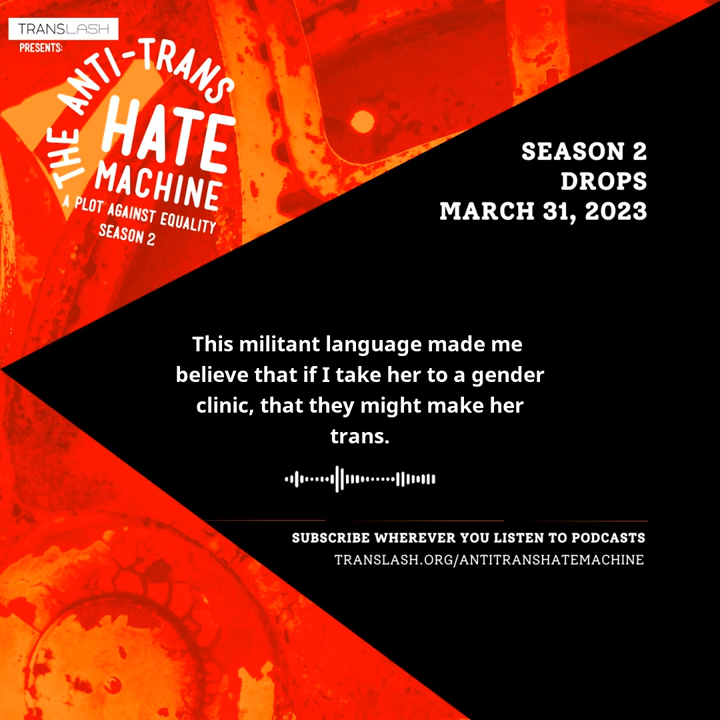 TRANSLASH
PRESENTS:
THE ANTI-TRANS
HATE
MACHINE
A PLOT AGAINST EQUALITY
SEASON 2
SEASON 2
DROPS
MARCH 31, 2023
This militant language made me
believe that if I take her to a gender
clinic, that they might make her
trans.
SUBSCRIBE WHEREVER YOU LISTEN TO PODCASTS
TRANSLASH.ORG/ANTITRANSHATEMACHINE